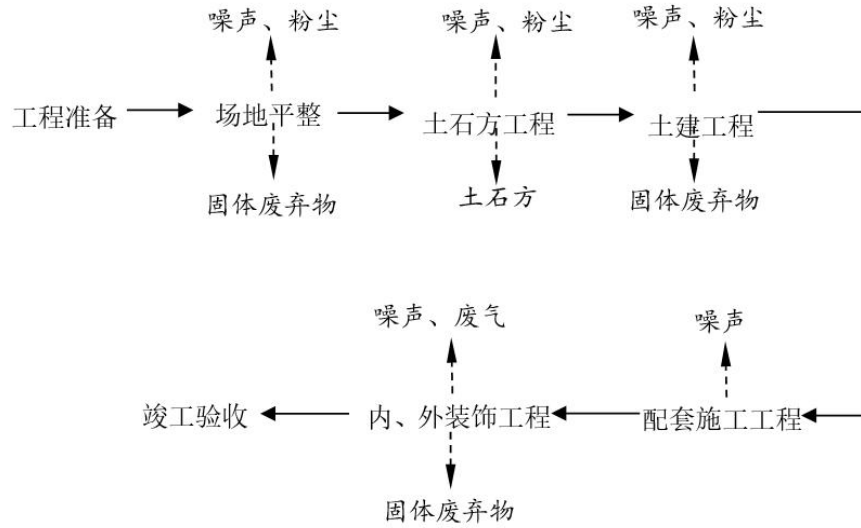 噪声、粉尘 噪声、粉尘 噪声、粉尘
工程准备 场地平整 土石方工程 土建工程
固体废弃物 土石方 固体废弃物
噪声、废气 噪声
竣工验收 内、外装饰工程 配套施工工程
固体废弃物